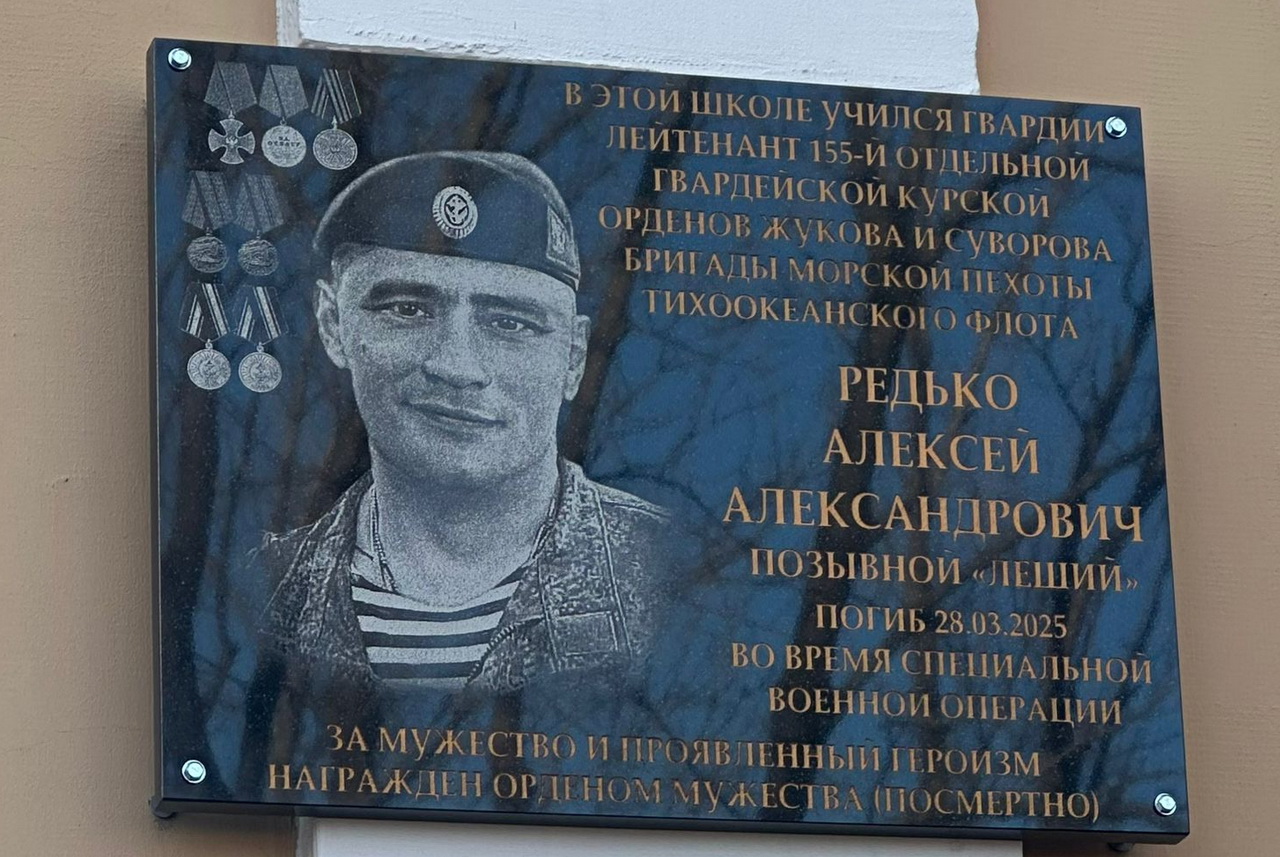 ЗА
ОТВАГУ
В ЭТОЙ ШКОЛЕ УЧИЛСЯ ГВАРДИИ
ЛЕЙТЕНАНТ 155-Й ОТДЕЛЬНОЙ
ГВАРДЕЙСКОЙ КУРСКОЙ
ОРДЕНОВ ЖУКОВА И СУВОРОВА
БРИГАДЫ МОРСКОЙ ПЕХОТЫ
ТИХООКЕАНСКОГО ФЛОТА
РЕДЬКО
АЛЕКСЕЙ
АЛЕКСАНДРОВИЧ
ПОЗЫВНОЙ «ЛЕШИЙ»
ПОГИБ 28.03.2025
ВО ВРЕМЯ СПЕЦИАЛЬНОЙ
ВОЕННОЙ ОПЕРАЦИИ
ЗА МУЖЕСТВО И ПРОЯВЛЕННЫЙ ГЕРОИЗМ
НАГРАЖДЕН ОРДЕНОМ МУЖЕСТВА (ПОСМЕРТНО)